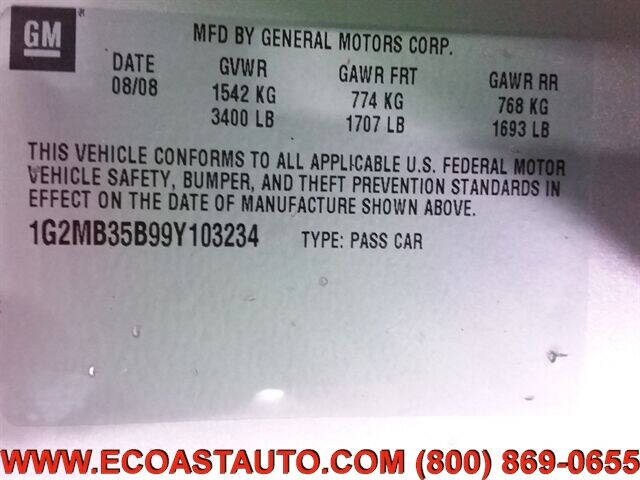 GM
MFD BY GENERAL MOTORS CORP.
DATE GVWR GAWR FRT GAWR RR
08/08 1542 KG 774 KG 768 KG
3400 LB 1707 LB 1693 LB
THIS VEHICLE CONFORMS TO ALL APPLICABLE U.S. FEDERAL MOTOR
VEHICLE SAFETY, BUMPER, AND THEFT PREVENTION STANDARDS IN
EFFECT ON THE DATE OF MANUFACTURE SHOWN ABOVE.
1G2MB35B99Y103234 TYPE: PASS CAR
WWW.ECOASTAUTO.COM (800) 869-0655